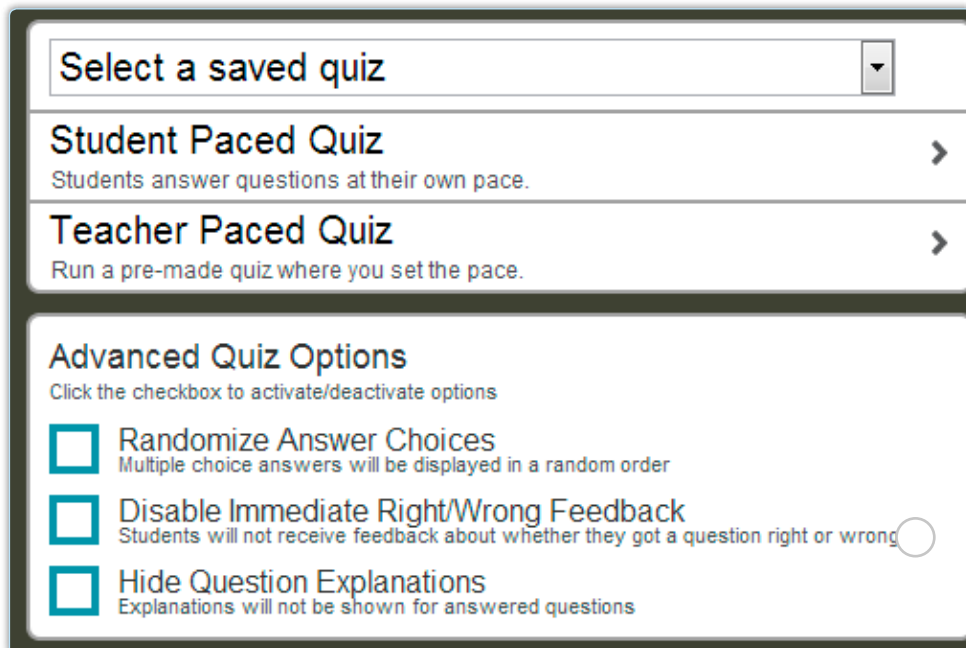 Select a saved quiz
Student Paced Quiz
Students answer questions at their own pace.
Teacher Paced Quiz
Run a pre-made quiz where you set the pace.
Advanced Quiz Options
Click the checkbox to activate/deactivate options
Randomize Answer Choices
Multiple choice answers will be displayed in a random order
Disable Immediate Right/Wrong Feedback
Students will not receive feedback about whether they got a question right or wrong
Hide Question Explanations
Explanations will not be shown for answered questions